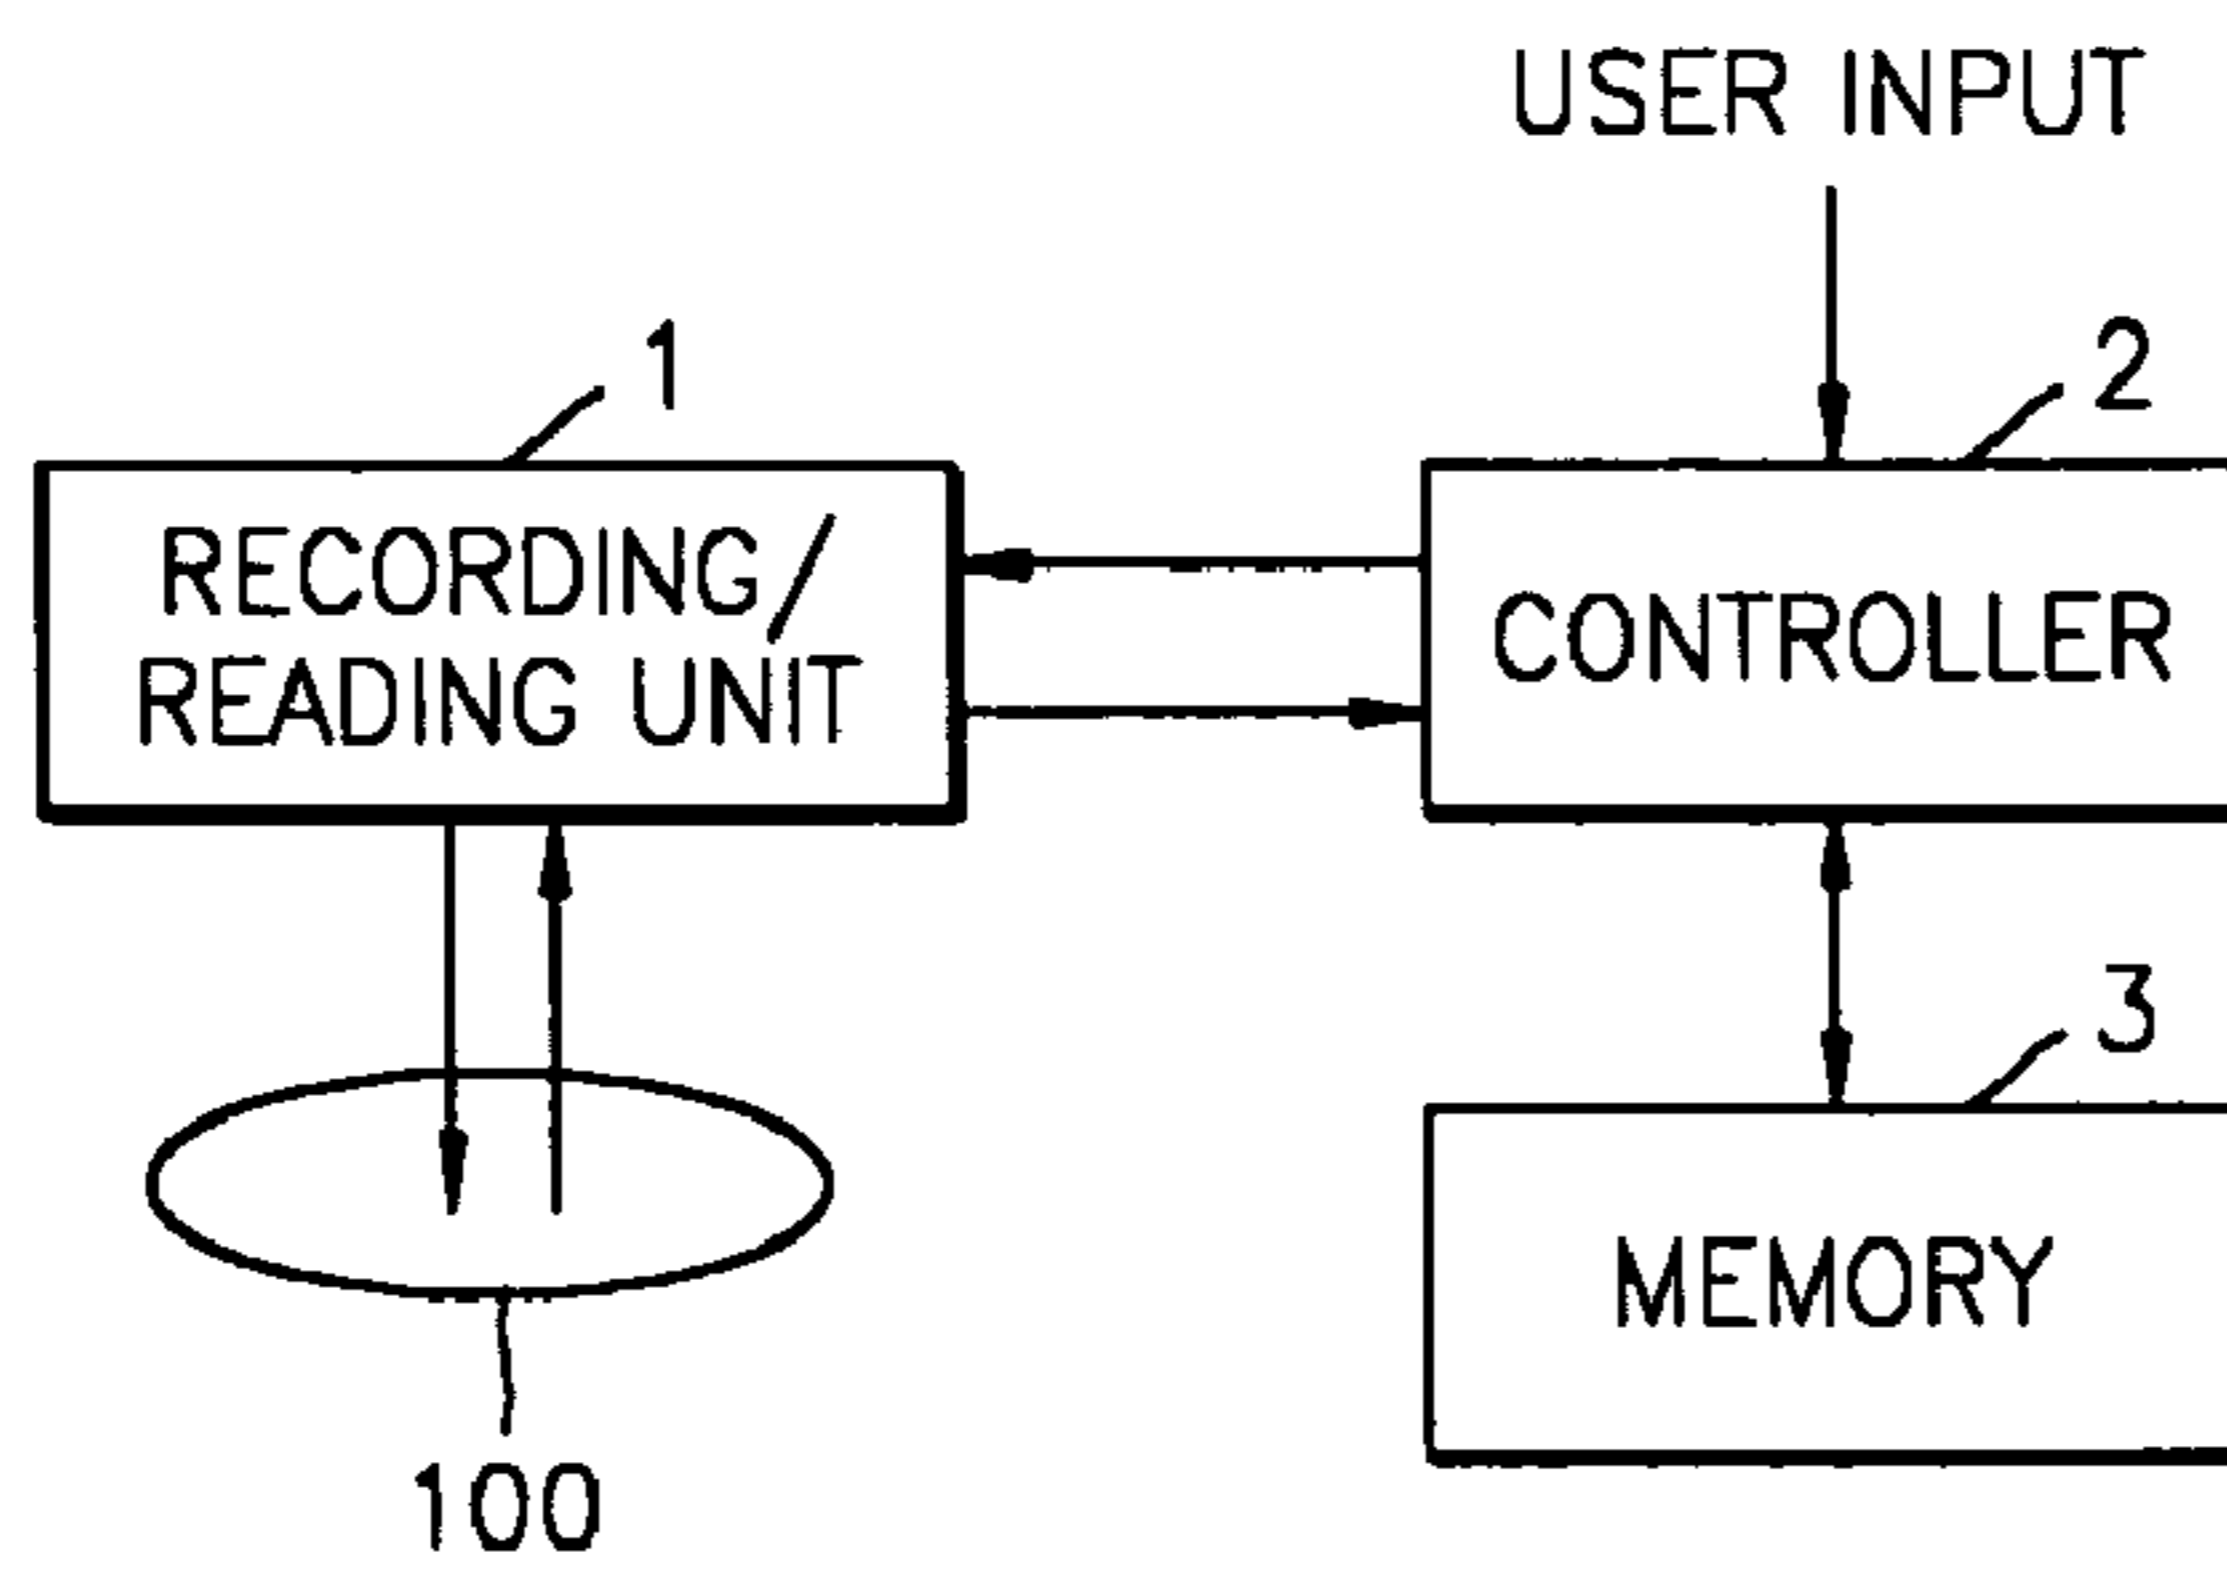 USER INPUT
1
2
RECORDING/
READING UNIT
CONTROLLER
3
MEMORY
100